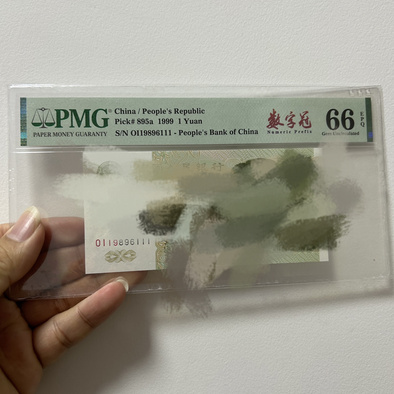 PMG
PAPER MONEY GUARANTY
China / People's Republic
Pick# 895a 1999 1 Yuan
S/N OI19896111 - People's Bank of China
数字冠
Numeric Prefix
66 EPQ
Gem Uncirculated
OI19896111